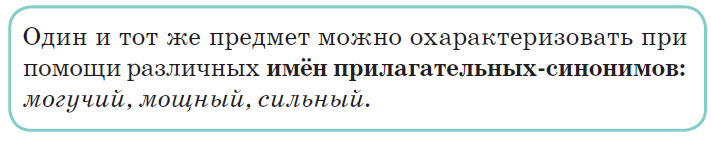 Один и тот же предмет можно охарактеризовать при
помощи различных имён прилагательных-синонимов:
могучий, мощный, сильный.